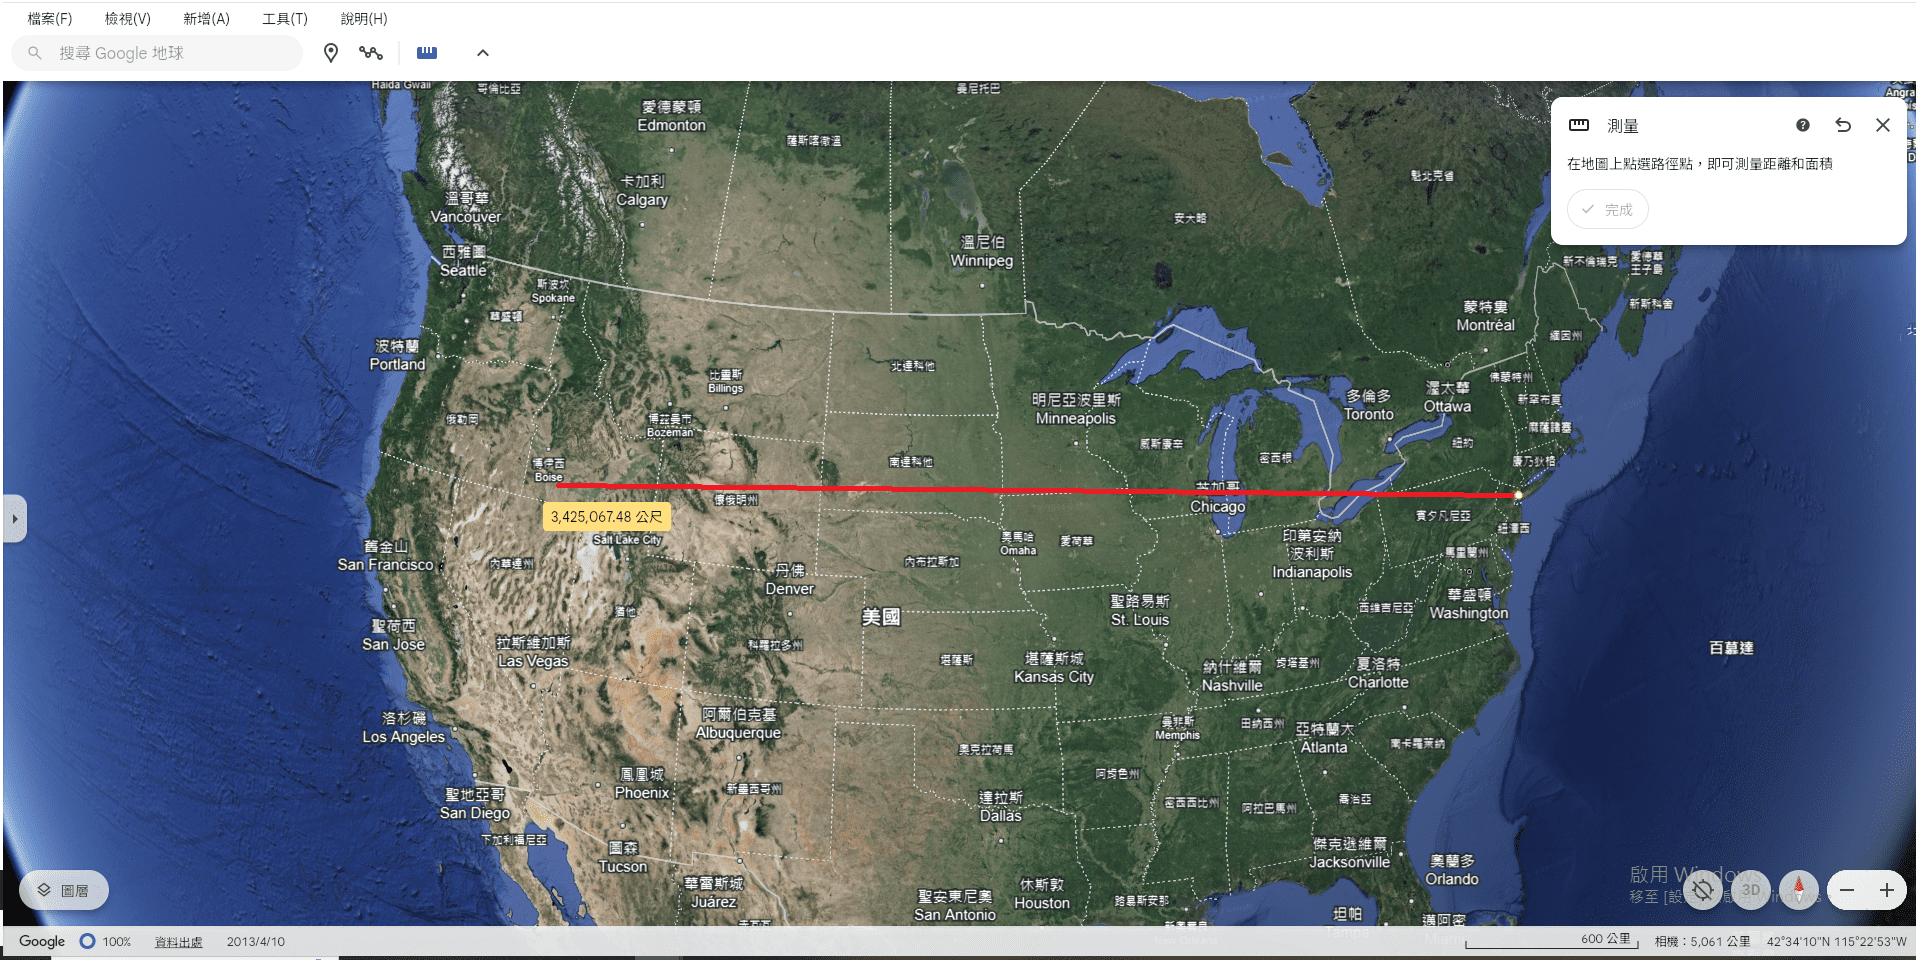 檔案(F) 檢視(V) 新增(A) 工具(T) 說明(H)
搜尋 Google 地球
測量
在地圖上點選路徑點，即可測量距離和面積
完成
Haida Gwaii
哥倫比亞
曼尼托巴
愛德蒙頓
Edmonton
薩斯喀徹溫
卡加利
Calgary
魁北克省
溫哥華
Vancouver
安大略
西雅圖
Seattle
溫尼伯
Winnipeg
新不倫瑞克
愛德華
王子島
斯波坎
Spokane
華盛頓
新斯科舍
蒙特婁
Montréal
緬因州
波特蘭
Portland
比靈斯
Billings
北達科他
明尼亞波里斯
Minneapolis
多倫多
Toronto
渥太華
Ottawa
佛蒙特州
新罕布夏
俄勒岡
博茲曼市
Bozeman
威斯康辛
密西根
紐約
麻薩諸塞
康乃狄格
博伊西
Boise
南達科他
懷俄明州
芝加哥
Chicago
賓夕凡尼亞
紐澤西
3,425,067.48 公尺
Salt Lake City
舊金山
San Francisco
內華達州
丹佛
Denver
內布拉斯加
奧馬哈
Omaha
愛荷華
印第安納
波利斯
Indianapolis
馬里蘭州
華盛頓
Washington
西維吉尼亞
猶他
美國
聖路易斯
St. Louis
聖荷西
San Jose
拉斯維加斯
Las Vegas
科羅拉多州
堪薩斯
堪薩斯城
Kansas City
納什維爾
Nashville
肯塔基州
夏洛特
Charlotte
百慕達
洛杉磯
Los Angeles
阿爾伯克基
Albuquerque
奧克拉荷馬
曼菲斯
Memphis
田納西州
亞特蘭大
Atlanta
南卡羅萊納
鳳凰城
Phoenix
新墨西哥州
阿肯色州
聖地亞哥
San Diego
達拉斯
Dallas
密西西比州
阿拉巴馬州
喬治亞
下加利福尼亞
圖森
Tucson
傑克遜維爾
Jacksonville
奧蘭多
Orlando
華雷斯城
Juárez
聖安東尼奧
San Antonio
休斯敦
Houston
路易斯安那
坦帕
Tampa
邁阿密
New Orleans
圖層
3D
啟用 Windows
Google 100% 資料出處 2013/4/10 600 公里 相機：5,061 公里 42°34'10"N 115°22'53"W